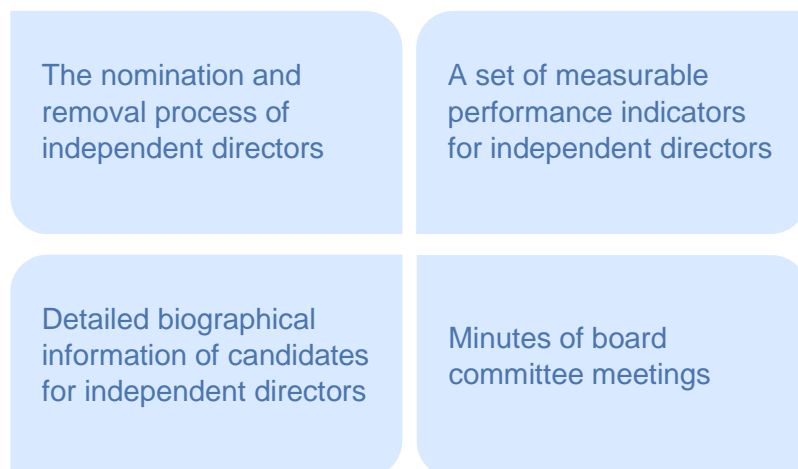 The nomination and
removal process of
independent directors
A set of measurable
performance indicators
for independent directors
Detailed biographical
information of candidates
for independent directors
Minutes of board
committee meetings